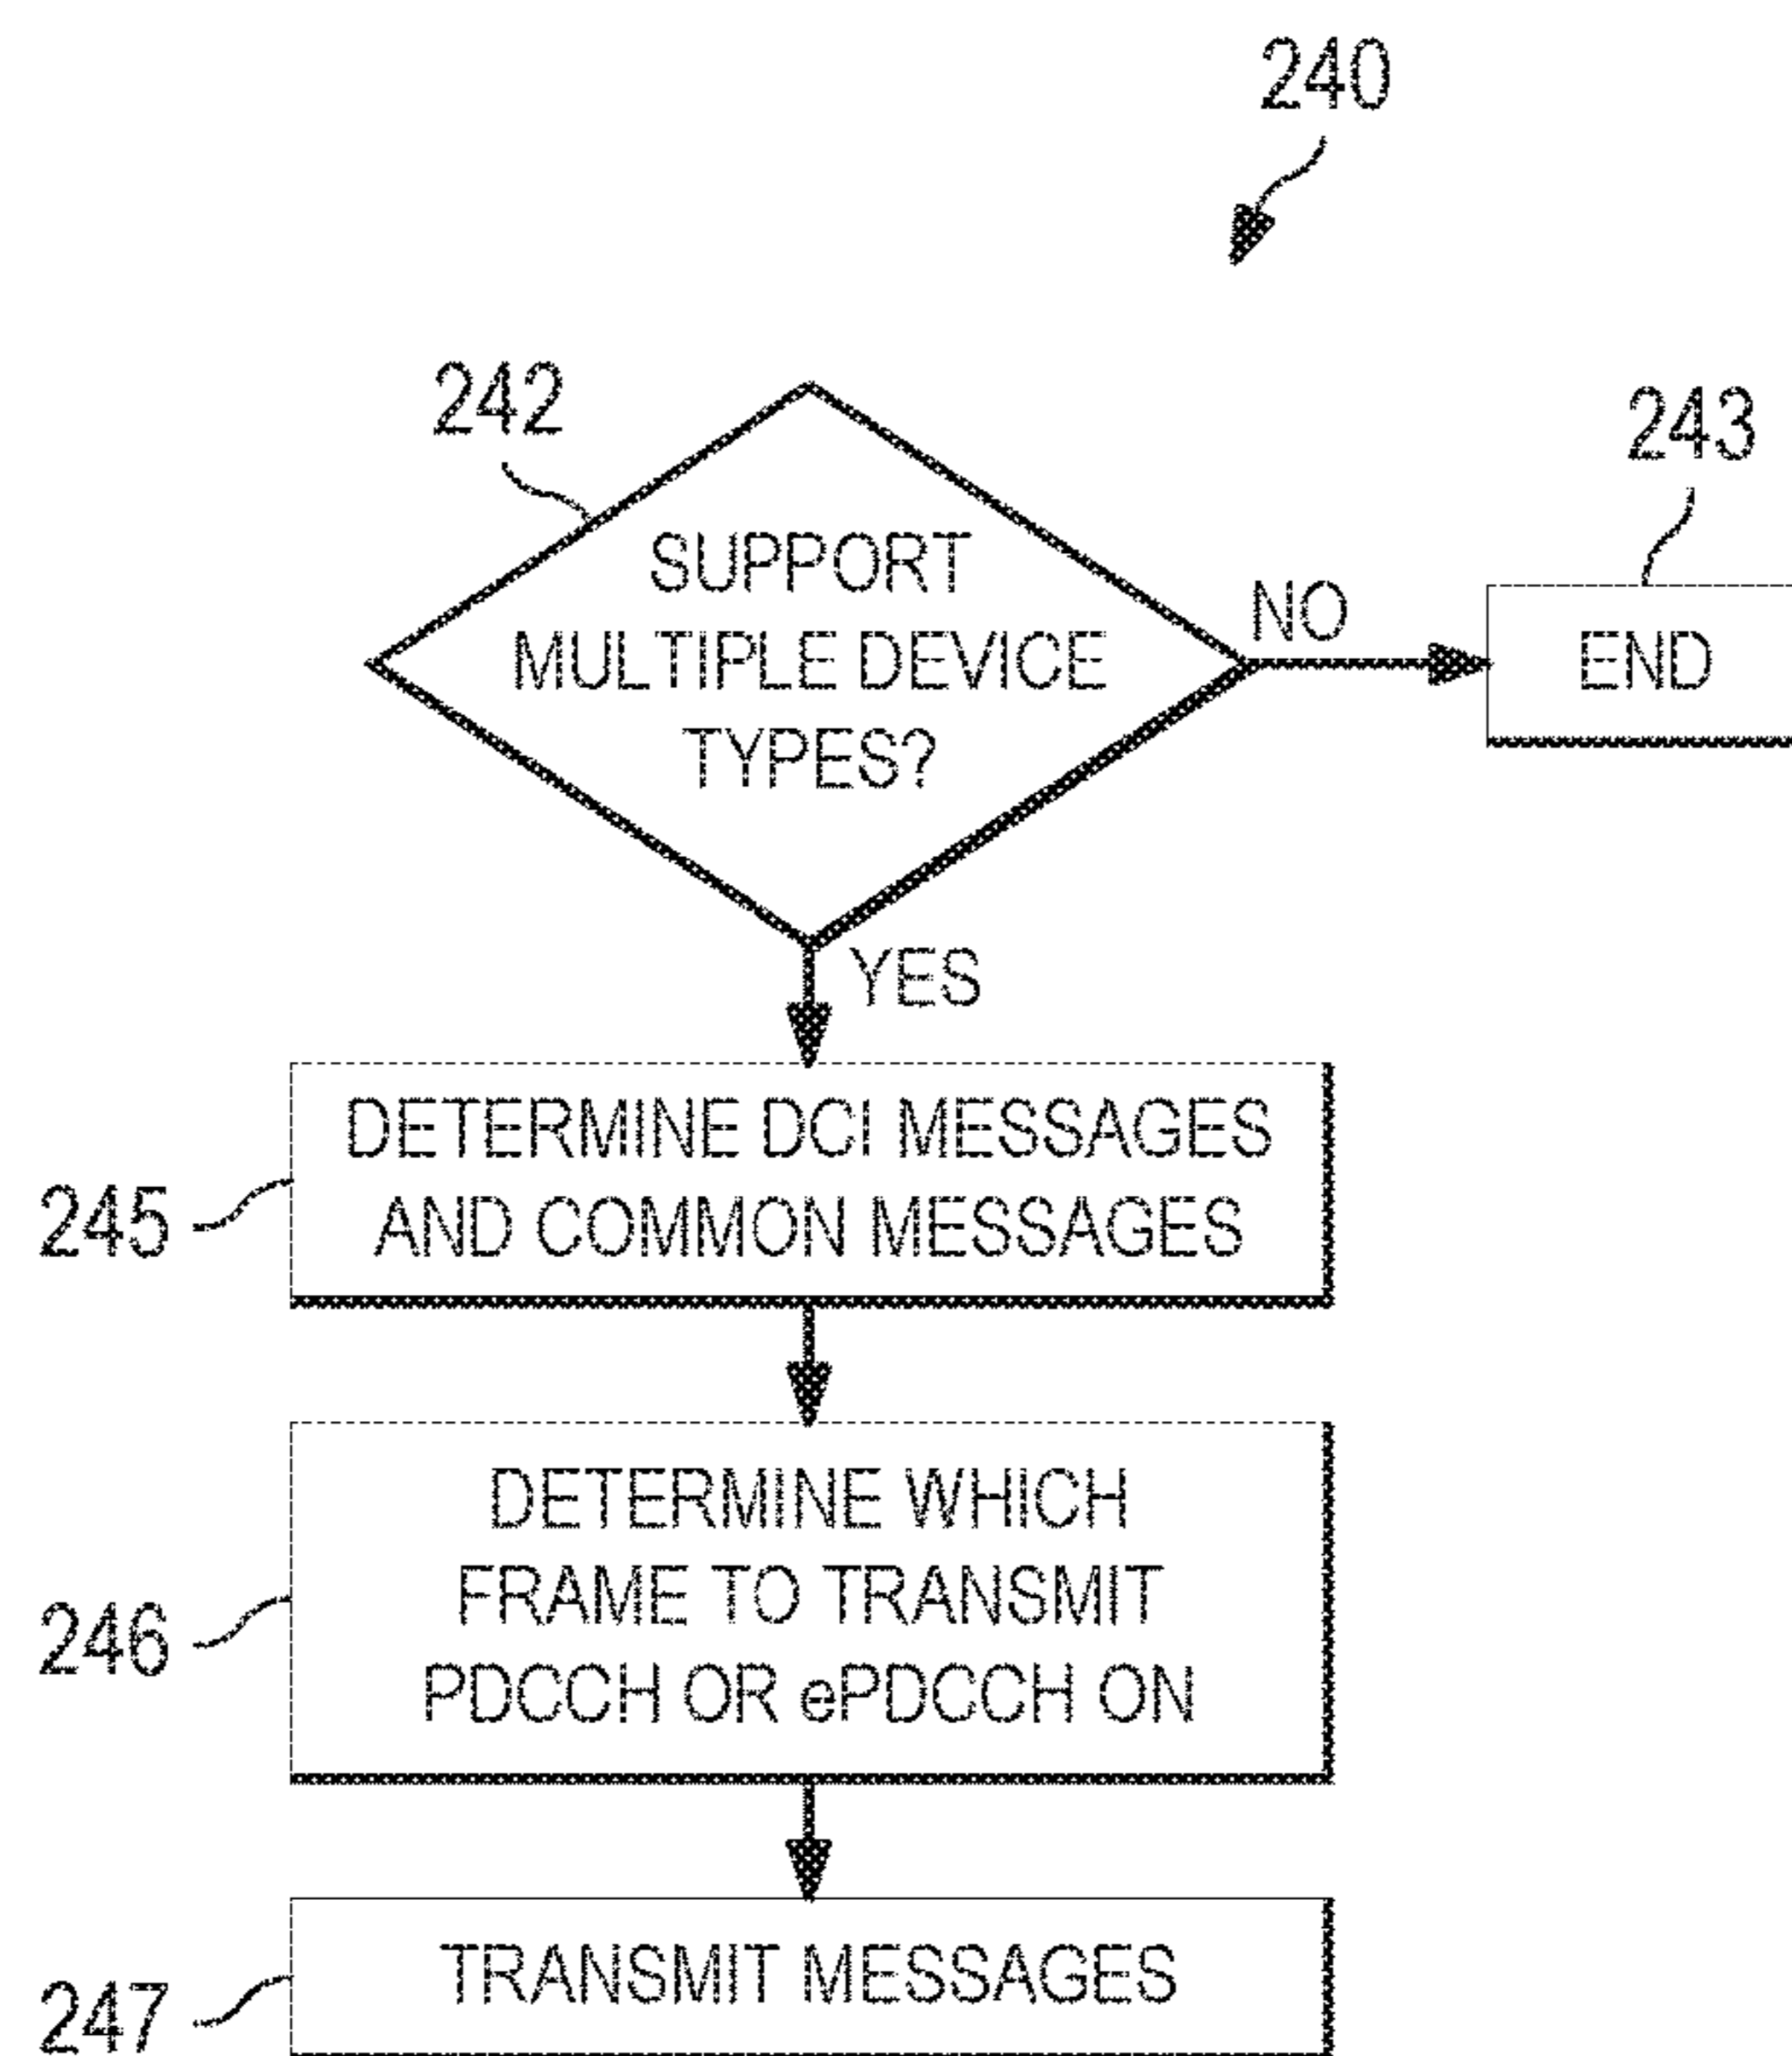 240
242
243
SUPPORT
MULTIPLE DEVICE
TYPES?
NO
END
YES
DETERMINE DCI MESSAGES
AND COMMON MESSAGES
245
DETERMINE WHICH
FRAME TO TRANSMIT
PDCCH OR ePDCCH ON
246
TRANSMIT MESSAGES
247